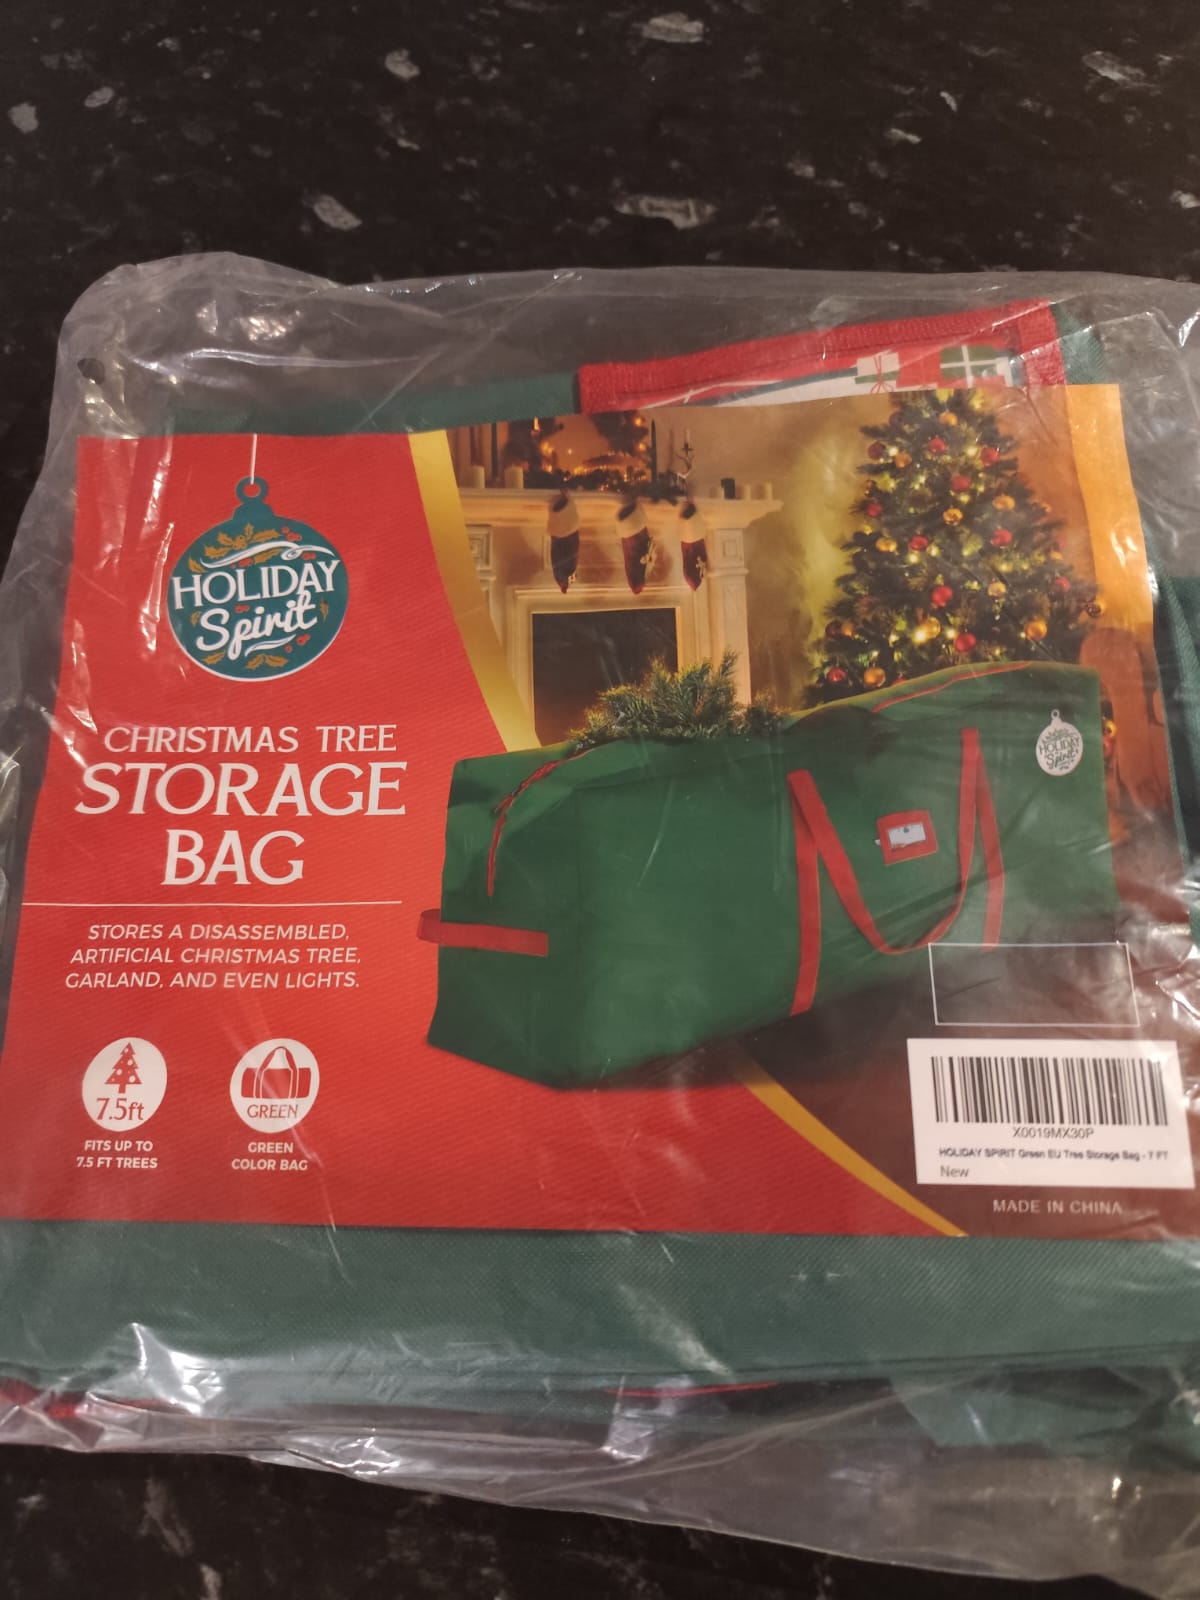 HOLIDAY
Spirit
CHRISTMAS TREE
STORAGE
BAG
STORES A DISASSEMBLED,
ARTIFICIAL CHRISTMAS TREE,
GARLAND, AND EVEN LIGHTS.
7.5ft
FITS UP TO
7.5 FT TREES
GREEN
GREEN
COLOR BAG
HOLIDAY
Spirit
X0019MX30P
HOLIDAY SPIRIT Green EU Tree Storage Bag - 7 FT
New
MADE IN CHINA